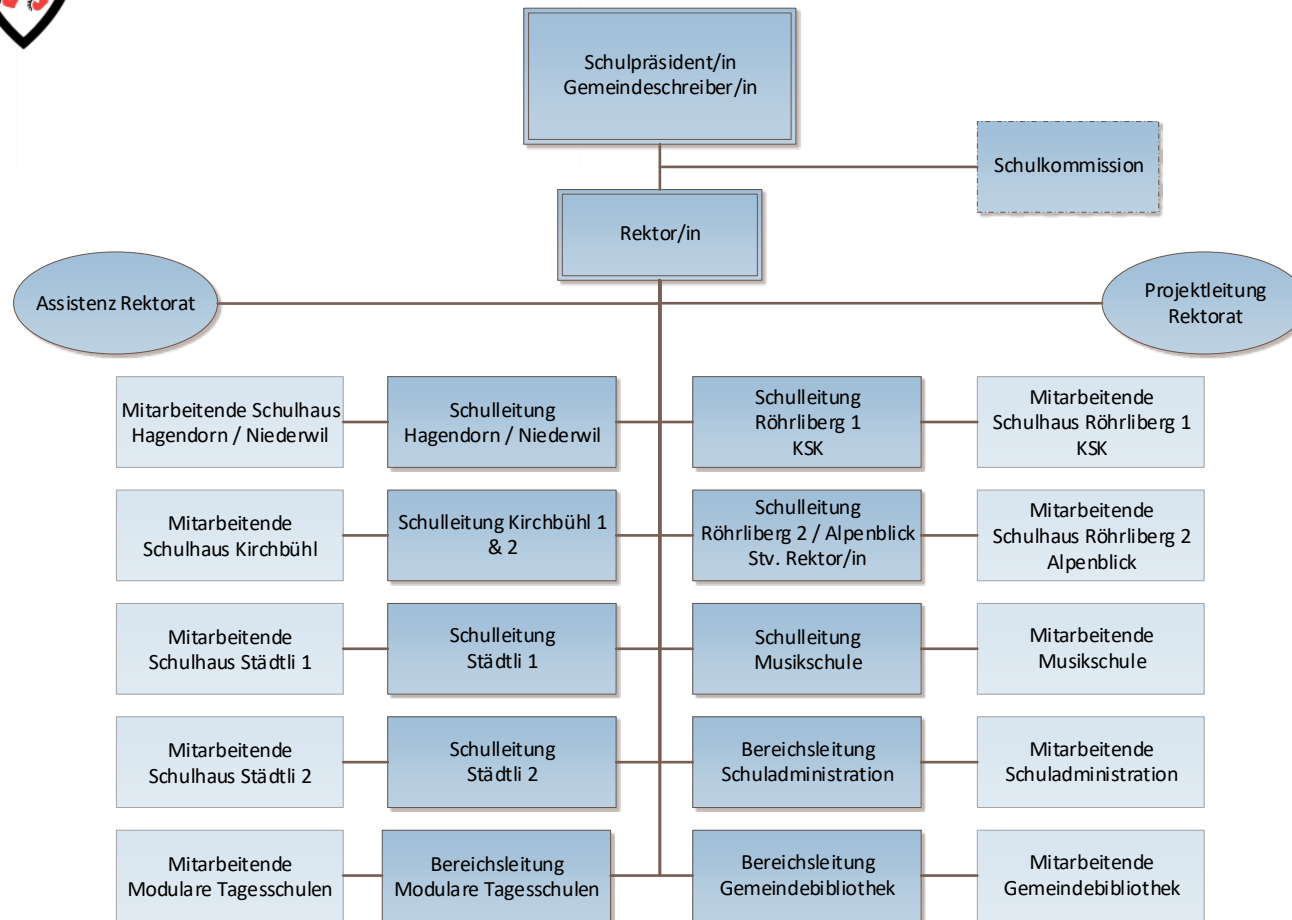 Schulpräsident/in
Gemeindeschreiber/in
Schulkommission
Rektor/in
Assistenz Rektorat
Projektleitung
Rektorat
Mitarbeitende Schulhaus
Hagendorn / Niederwil
Schulleitung
Hagendorn / Niederwil
Schulleitung
Röhrliberg 1
KSK
Mitarbeitende
Schulhaus Röhrliberg 1
KSK
Mitarbeitende
Schulhaus Kirchbühl
Schulleitung Kirchbühl 1
& 2
Schulleitung
Röhrliberg 2 / Alpenblick
Stv. Rektor/in
Mitarbeitende
Schulhaus Röhrliberg 2
Alpenblick
Mitarbeitende
Schulhaus Städtli 1
Schulleitung
Städtli 1
Schulleitung
Musikschule
Mitarbeitende
Musikschule
Mitarbeitende
Schulhaus Städtli 2
Schulleitung
Städtli 2
Bereichsleitung
Schuladministration
Mitarbeitende
Schuladministration
Mitarbeitende
Modulare Tagesschulen
Bereichsleitung
Modulare Tagesschulen
Bereichsleitung
Gemeindebibliothek
Mitarbeitende
Gemeindebibliothek